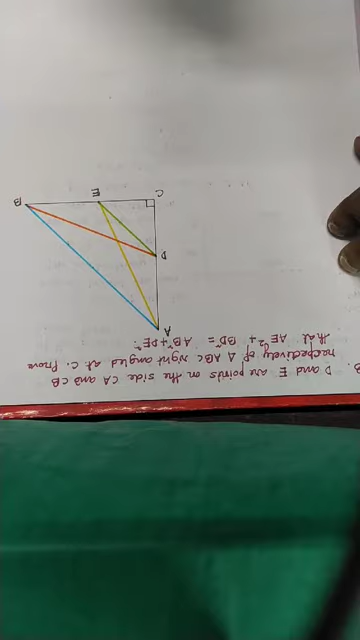 B. D and E are points on the side CA and CB
respectively of Δ ABC right angled at C. Prove
that AE²+ BD² = AB²+DE².
A
D
B
E
C